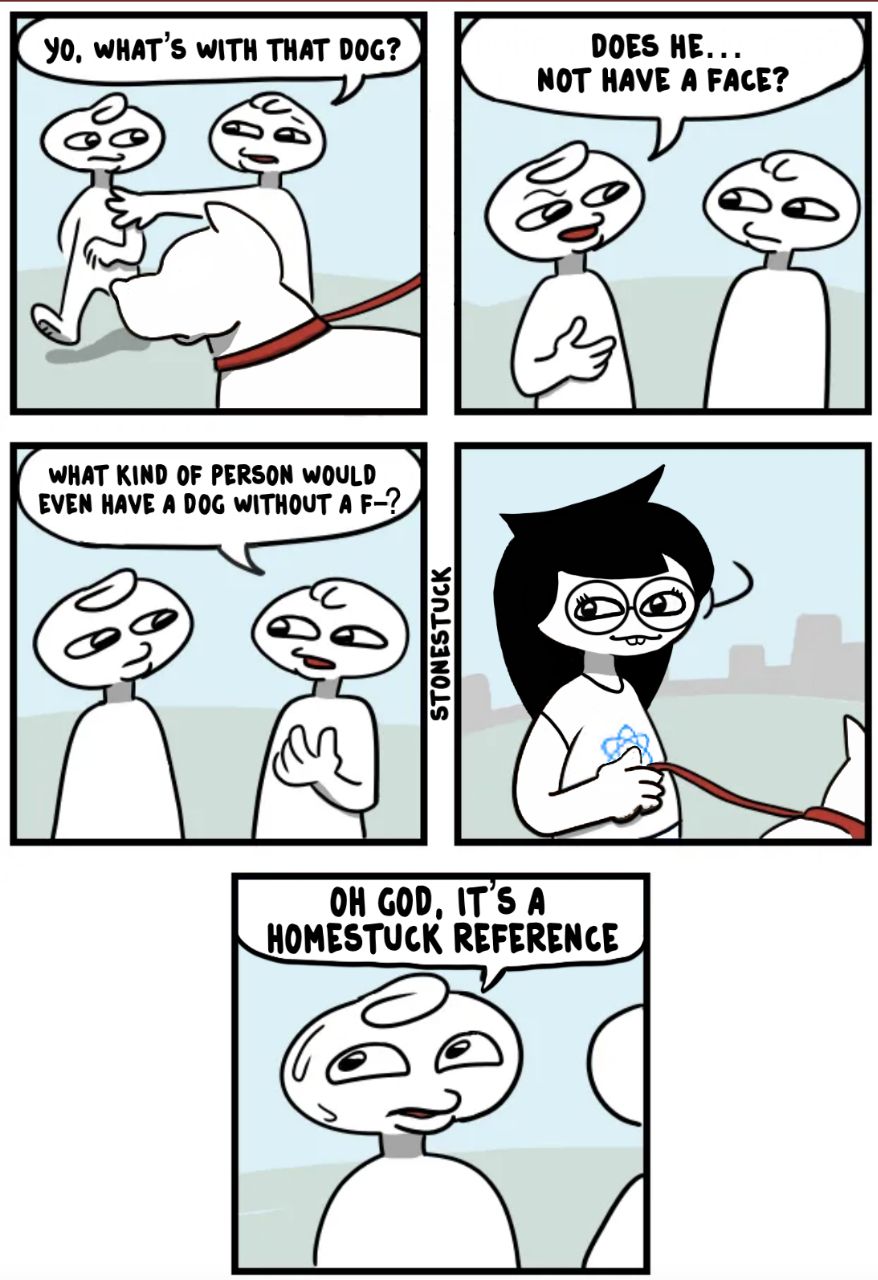 YO, WHAT'S WITH THAT DOG?
DOES HE...
NOT HAVE A FACE?
WHAT KIND OF PERSON WOULD
EVEN HAVE A DOG WITHOUT A F-?
STONESTUCK
OH GOD, IT'S A
HOMESTUCK REFERENCE